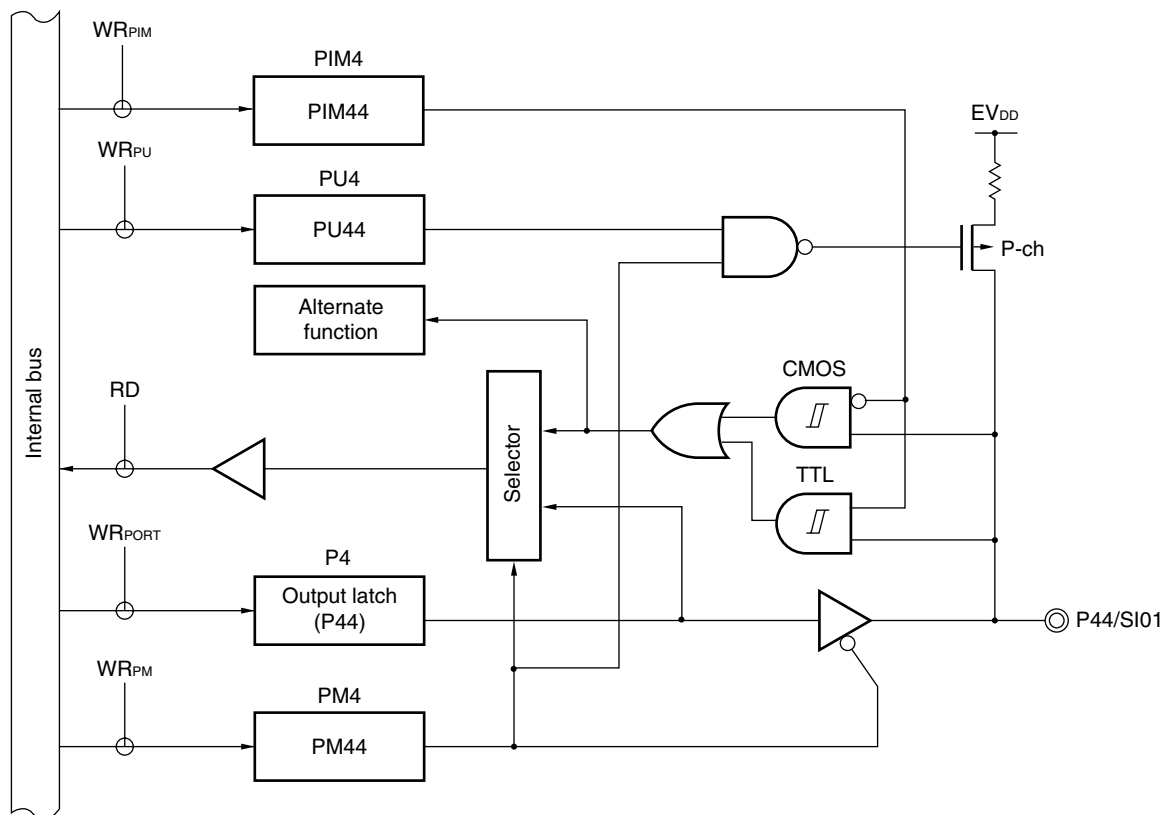 WRPIM
PIM4
PIM44
EVDD
WRPU
PU4
PU44
P-ch
Alternate
function
Internal bus
RD
Selector
CMOS
TTL
WRPORT
P4
Output latch
(P44)
P44/SI01
WRPM
PM4
PM44